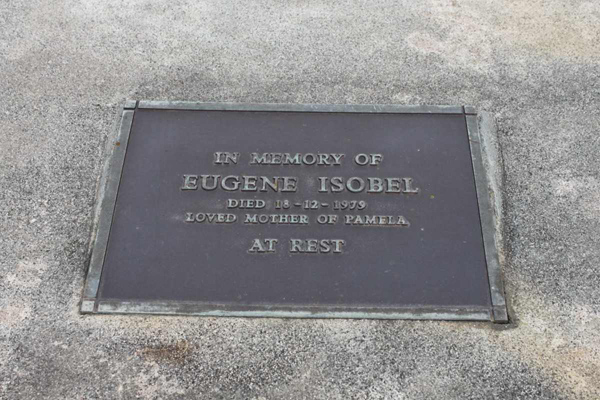 IN MEMORY OF
EUGENE ISOBEL
DIED 18-12-1979
LOVED MOTHER OF PAMELA
AT REST